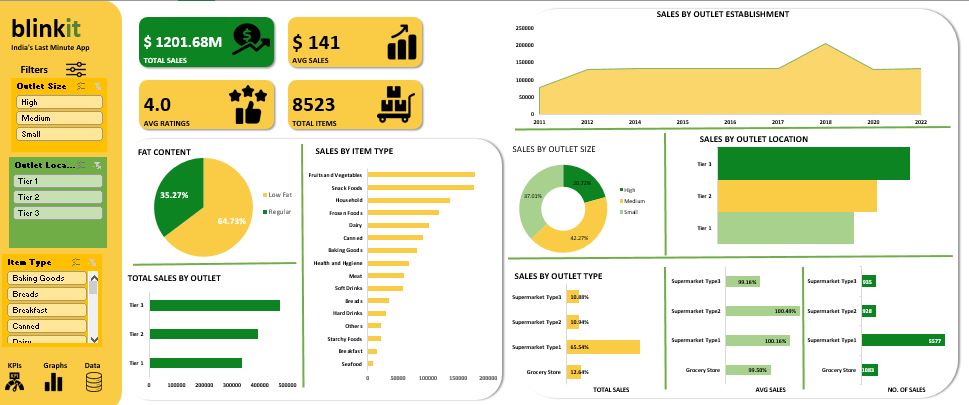 blinkit
India's Last Minute App
Filters
Outlet Size
High
Medium
Small
Outlet Loca...
Tier 1
Tier 2
Tier 3
Item Type
Baking Goods
Breads
Breakfast
Canned
Dairy
KPIs
Graphs
Data
$ 1201.68M
TOTAL SALES
$ 141
AVG SALES
4.0
AVG RATINGS
8523
TOTAL ITEMS
FAT CONTENT
35.27%
64.73%
Low Fat
Regular
TOTAL SALES BY OUTLET
Tier 3
Tier 2
Tier 1
0 100000 200000 300000 400000 500000
SALES BY ITEM TYPE
Fruits and Vegetables
Snack Foods
Household
Frozen Foods
Dairy
Canned
Baking Goods
Health and Hygiene
Meat
Soft Drinks
Breads
Hard Drinks
Others
Starchy Foods
Breakfast
Seafood
0 50000 100000 150000 200000
SALES BY OUTLET ESTABLISHMENT
250000
200000
150000
100000
50000
0
2011 2012 2014 2015 2016 2017 2018 2020 2022
SALES BY OUTLET SIZE
20.72%
37.01%
42.27%
High
Medium
Small
SALES BY OUTLET LOCATION
Tier 3
Tier 2
Tier 1
SALES BY OUTLET TYPE
Supermarket Type3 10.88%
Supermarket Type2 10.94%
Supermarket Type1 65.54%
Grocery Store 12.64%
TOTAL SALES
Supermarket Type3 99.16%
Supermarket Type2 100.48%
Supermarket Type1 100.16%
Grocery Store 99.50%
AVG SALES
Supermarket Type3 935
Supermarket Type2 928
Supermarket Type1 5577
Grocery Store 1083
NO. OF SALES